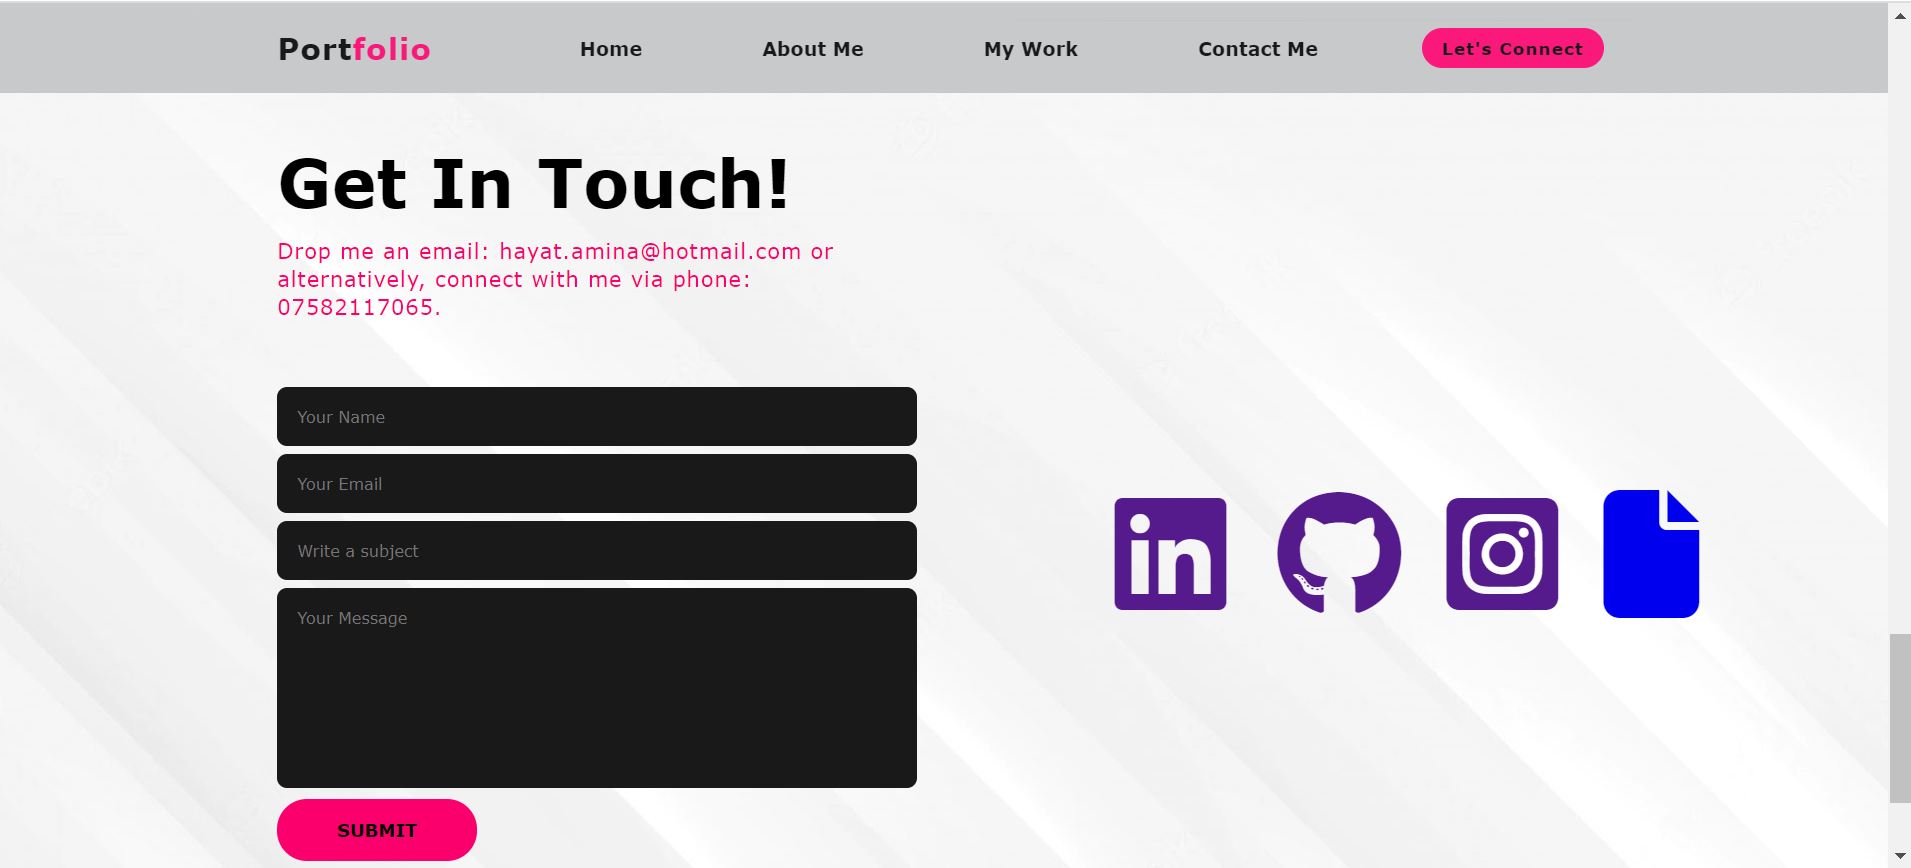 Portfolio
Home
About Me
My Work
Contact Me
Let's Connect
Get In Touch!
Drop me an email: hayat.amina@hotmail.com or
alternatively, connect with me via phone:
07582117065.
Your Name
Your Email
Write a subject
Your Message
in
SUBMIT